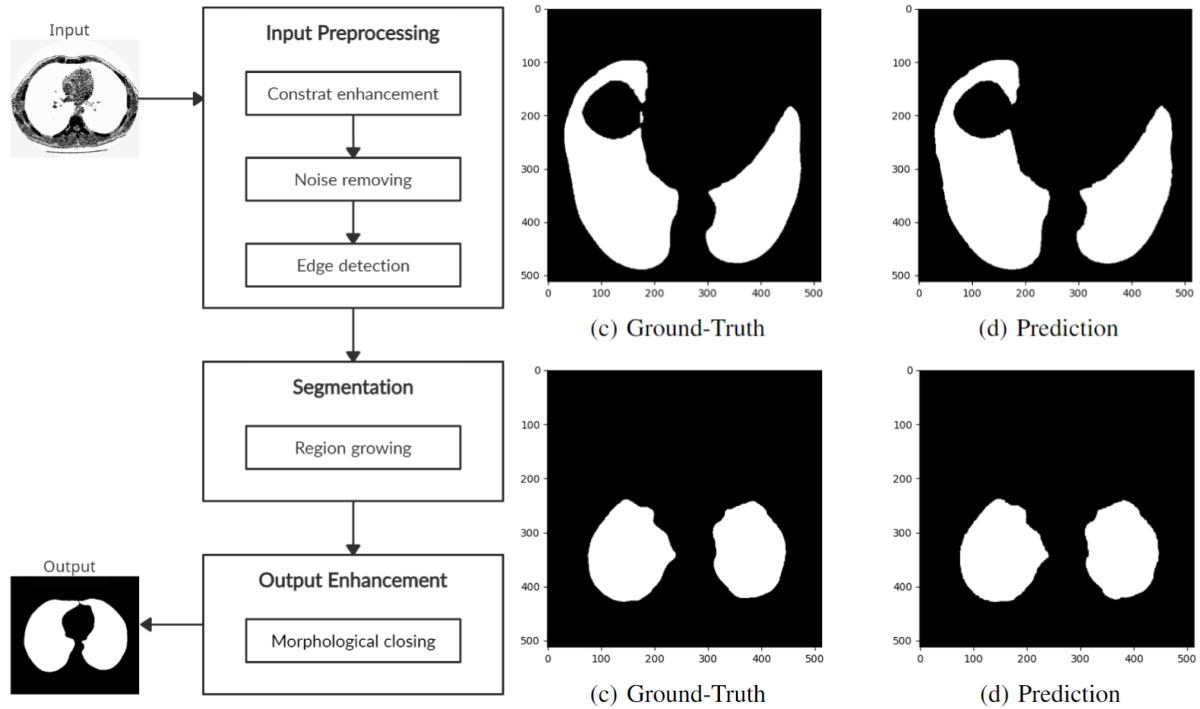 Input
Input Preprocessing
Constrat enhancement
Noise removing
Edge detection
Segmentation
Region growing
Output
Output Enhancement
Morphological closing
0
100
200
300
400
500
0 100 200 300 400 500
(c) Ground-Truth
0
100
200
300
400
500
0 100 200 300 400 500
(d) Prediction
0
100
200
300
400
500
0 100 200 300 400 500
(c) Ground-Truth
0
100
200
300
400
500
0 100 200 300 400 500
(d) Prediction